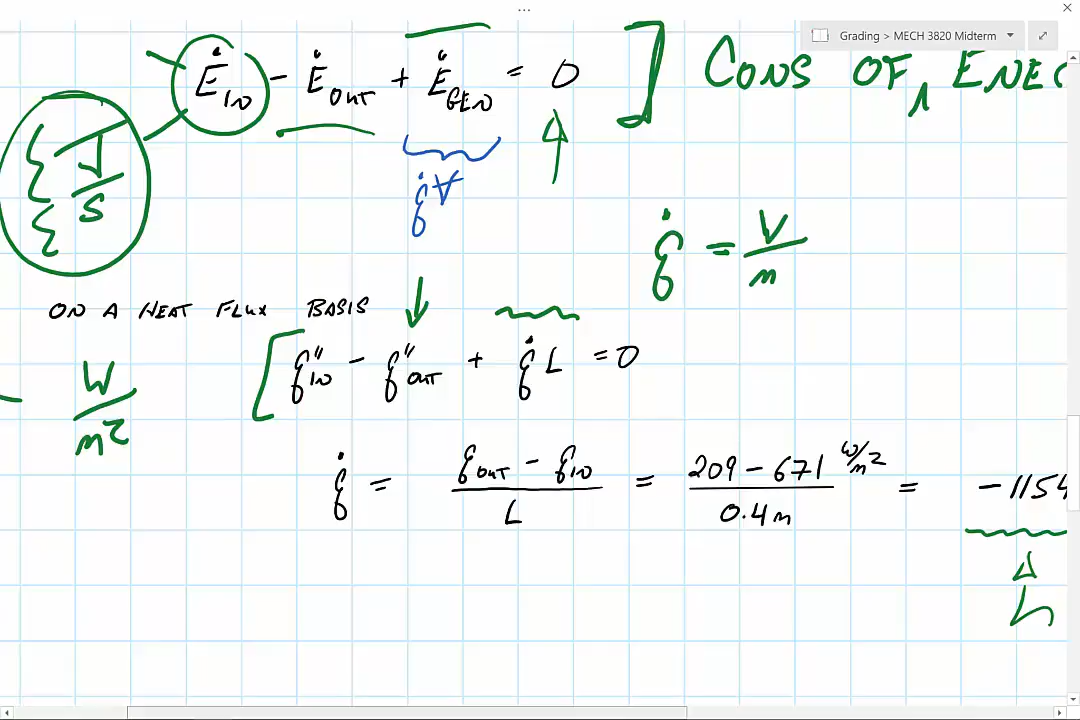 ...
Grading > MECH 3820 Midterm
Ė_IN - Ė_OUT + Ė_GEN = 0 ] CONS OF ENE
{ J/S }
q̇∀
q̇ = W/m
ON A HEAT FLUX BASIS
W/m²
[ q″_IN - q″_OUT + q̇L = 0
q̇ = (q_OUT - q_IN)/L = (209 - 671 W/m²)/0.4m = -1154